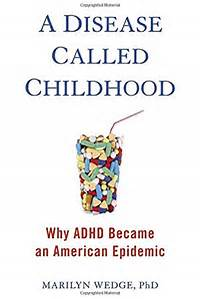 A DISEASE
CALLED
CHILDHOOD
Why ADHD Became
an American Epidemic
MARILYN WEDGE, PhD